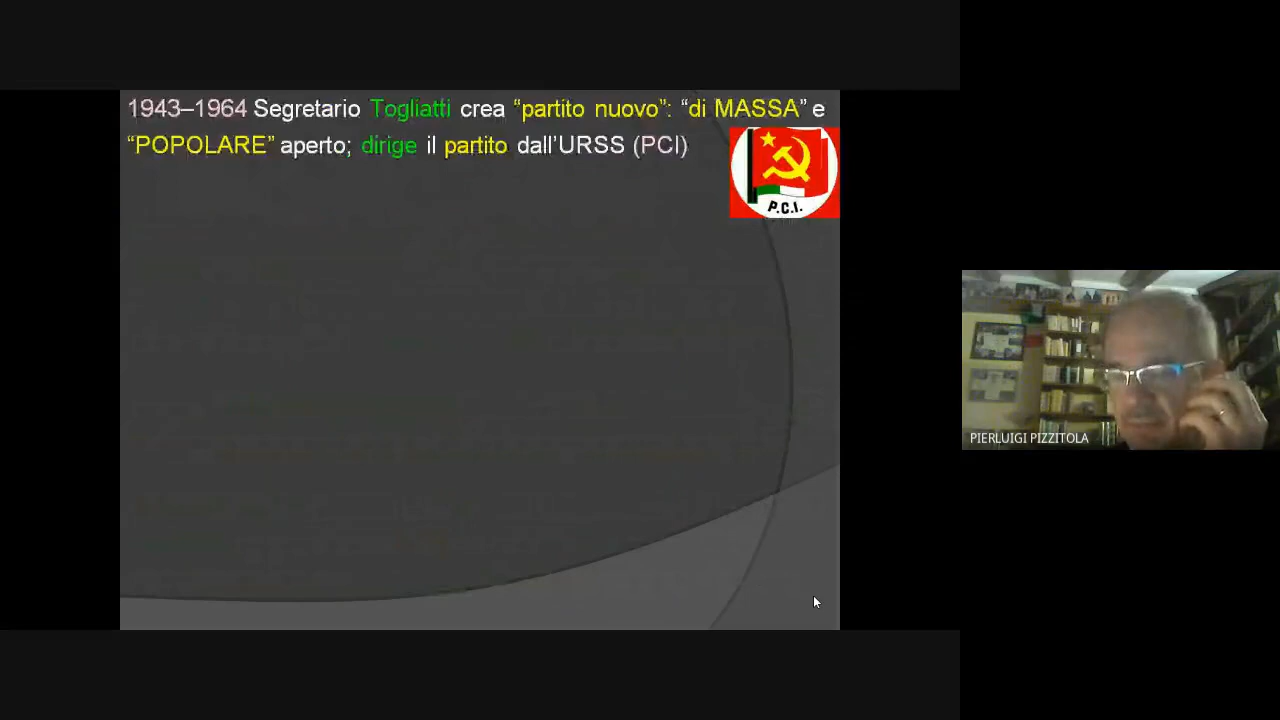 1943–1964 Segretario Togliatti crea “partito nuovo”: “di MASSA” e
“POPOLARE” aperto; dirige il partito dall’URSS (PCI)
P.C.I.
PIERLUIGI PIZZITOLA